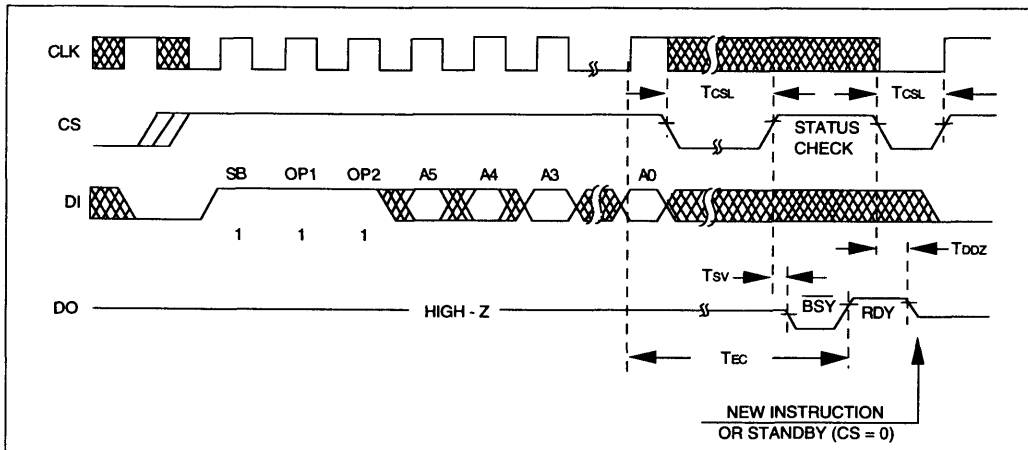 CLK
TCSL TCSL
CS
STATUS
CHECK
SB OP1 OP2 A5 A4 A3 A0
DI
1 1 1
TDDZ
TSV
DO
HIGH - Z
BSY
RDY
TEC
NEW INSTRUCTION
OR STANDBY (CS = 0)